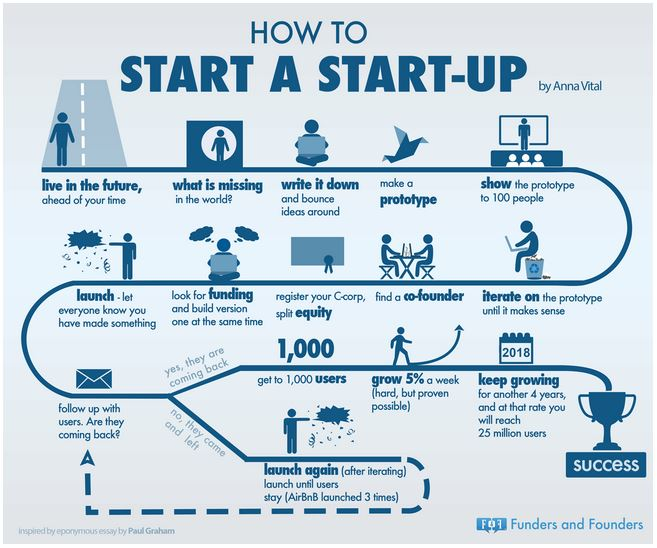 HOW TO
START A START-UP
by Anna Vital
live in the future,
ahead of your time
what is missing
in the world?
write it down
and bounce
ideas around
make a
prototype
show the prototype
to 100 people
launch - let
everyone know you
have made something
look for funding
and build version
one at the same time
register your C-corp,
split equity
find a co-founder
iterate on the prototype
until it makes sense
follow up with
users. Are they
coming back?
yes, they are
coming back
no, they came
and left
1,000
get to 1,000 users
grow 5% a week
(hard, but proven
possible)
2018
keep growing
for another 4 years,
and at that rate you
will reach
25 million users
success
launch again (after iterating)
launch until users
stay (AirBnB launched 3 times)
inspired by eponymous essay by Paul Graham
Funders and Founders